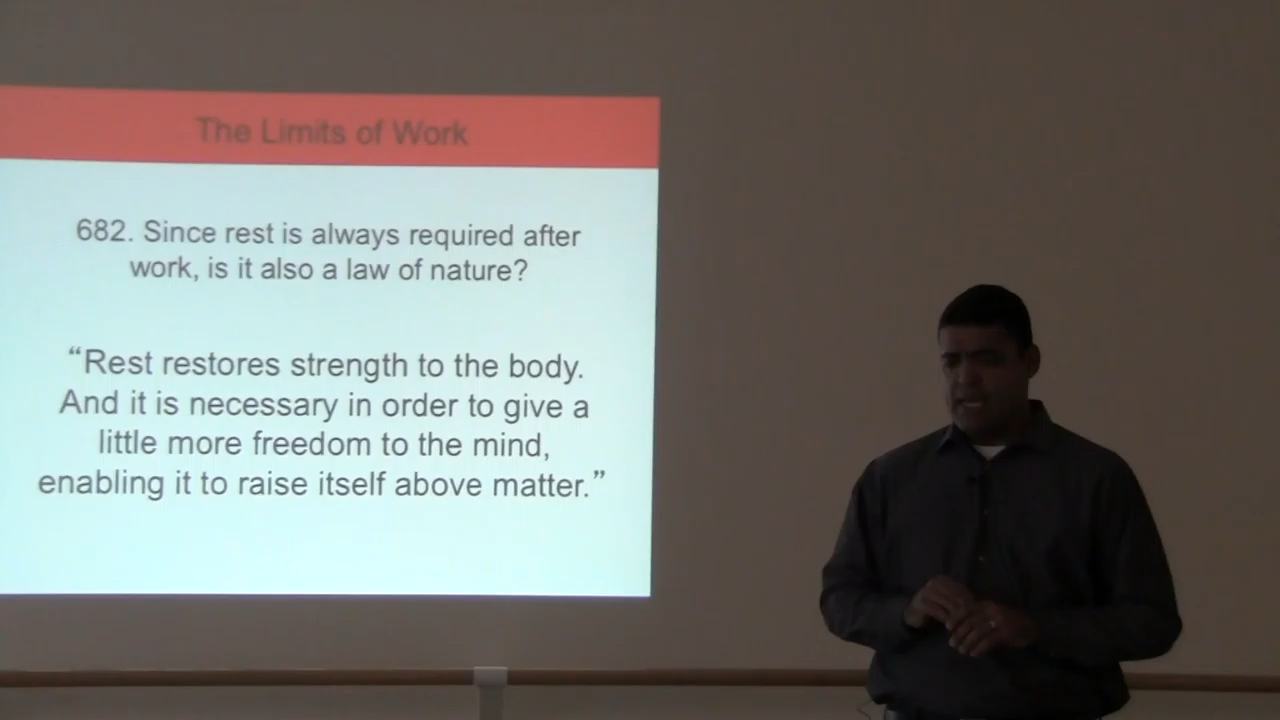 The Limits of Work
682. Since rest is always required after
work, is it also a law of nature?
“Rest restores strength to the body.
And it is necessary in order to give a
little more freedom to the mind,
enabling it to raise itself above matter.”